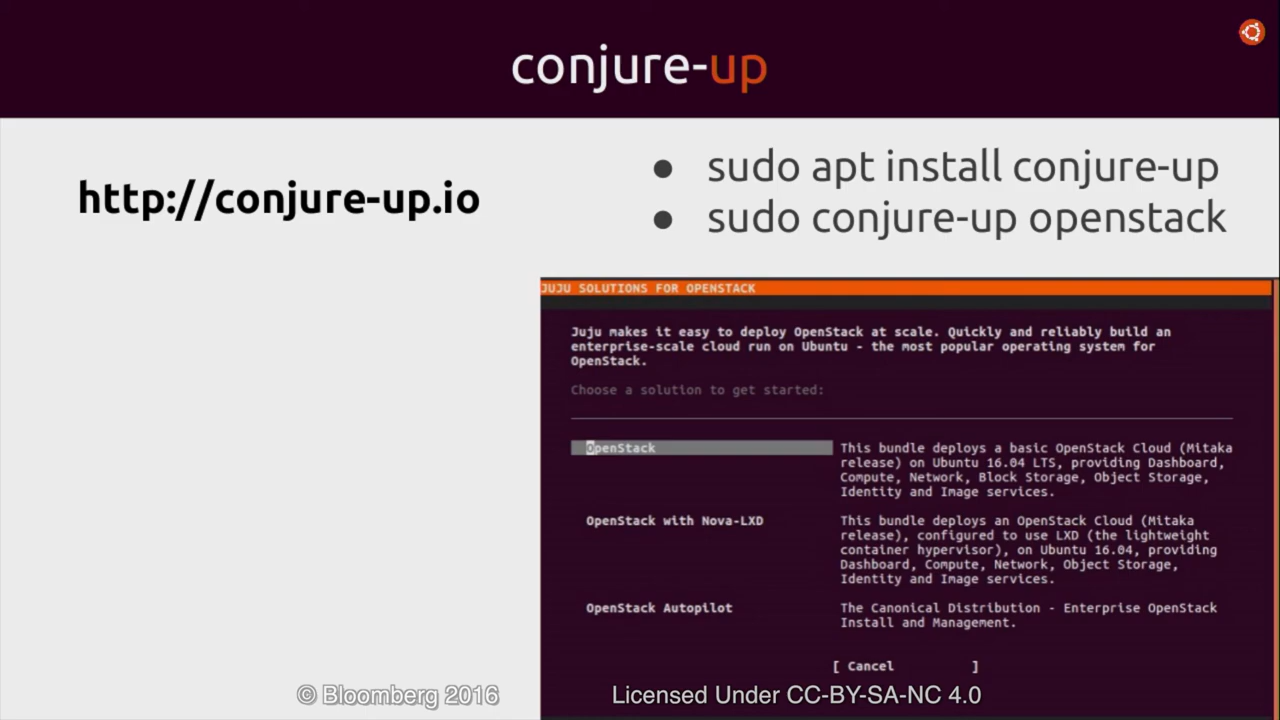 conjure-up
http://conjure-up.io
● sudo apt install conjure-up
● sudo conjure-up openstack
JUJU SOLUTIONS FOR OPENSTACK
Juju makes it easy to deploy OpenStack at scale. Quickly and reliably build an
enterprise-scale cloud run on Ubuntu - the most popular operating system for
OpenStack.
Choose a solution to get started:
OpenStack
This bundle deploys a basic OpenStack Cloud (Mitaka
release) on Ubuntu 16.04 LTS, providing Dashboard,
Compute, Network, Block Storage, Object Storage,
Identity and Image services.
OpenStack with Nova-LXD
This bundle deploys an OpenStack Cloud (Mitaka
release), configured to use LXD (the lightweight
container hypervisor), on Ubuntu 16.04, providing
Dashboard, Compute, Network, Object Storage,
Identity and Image services.
OpenStack Autopilot
The Canonical Distribution - Enterprise OpenStack
Install and Management.
[ Cancel ]
© Bloomberg 2016
Licensed Under CC-BY-SA-NC 4.0